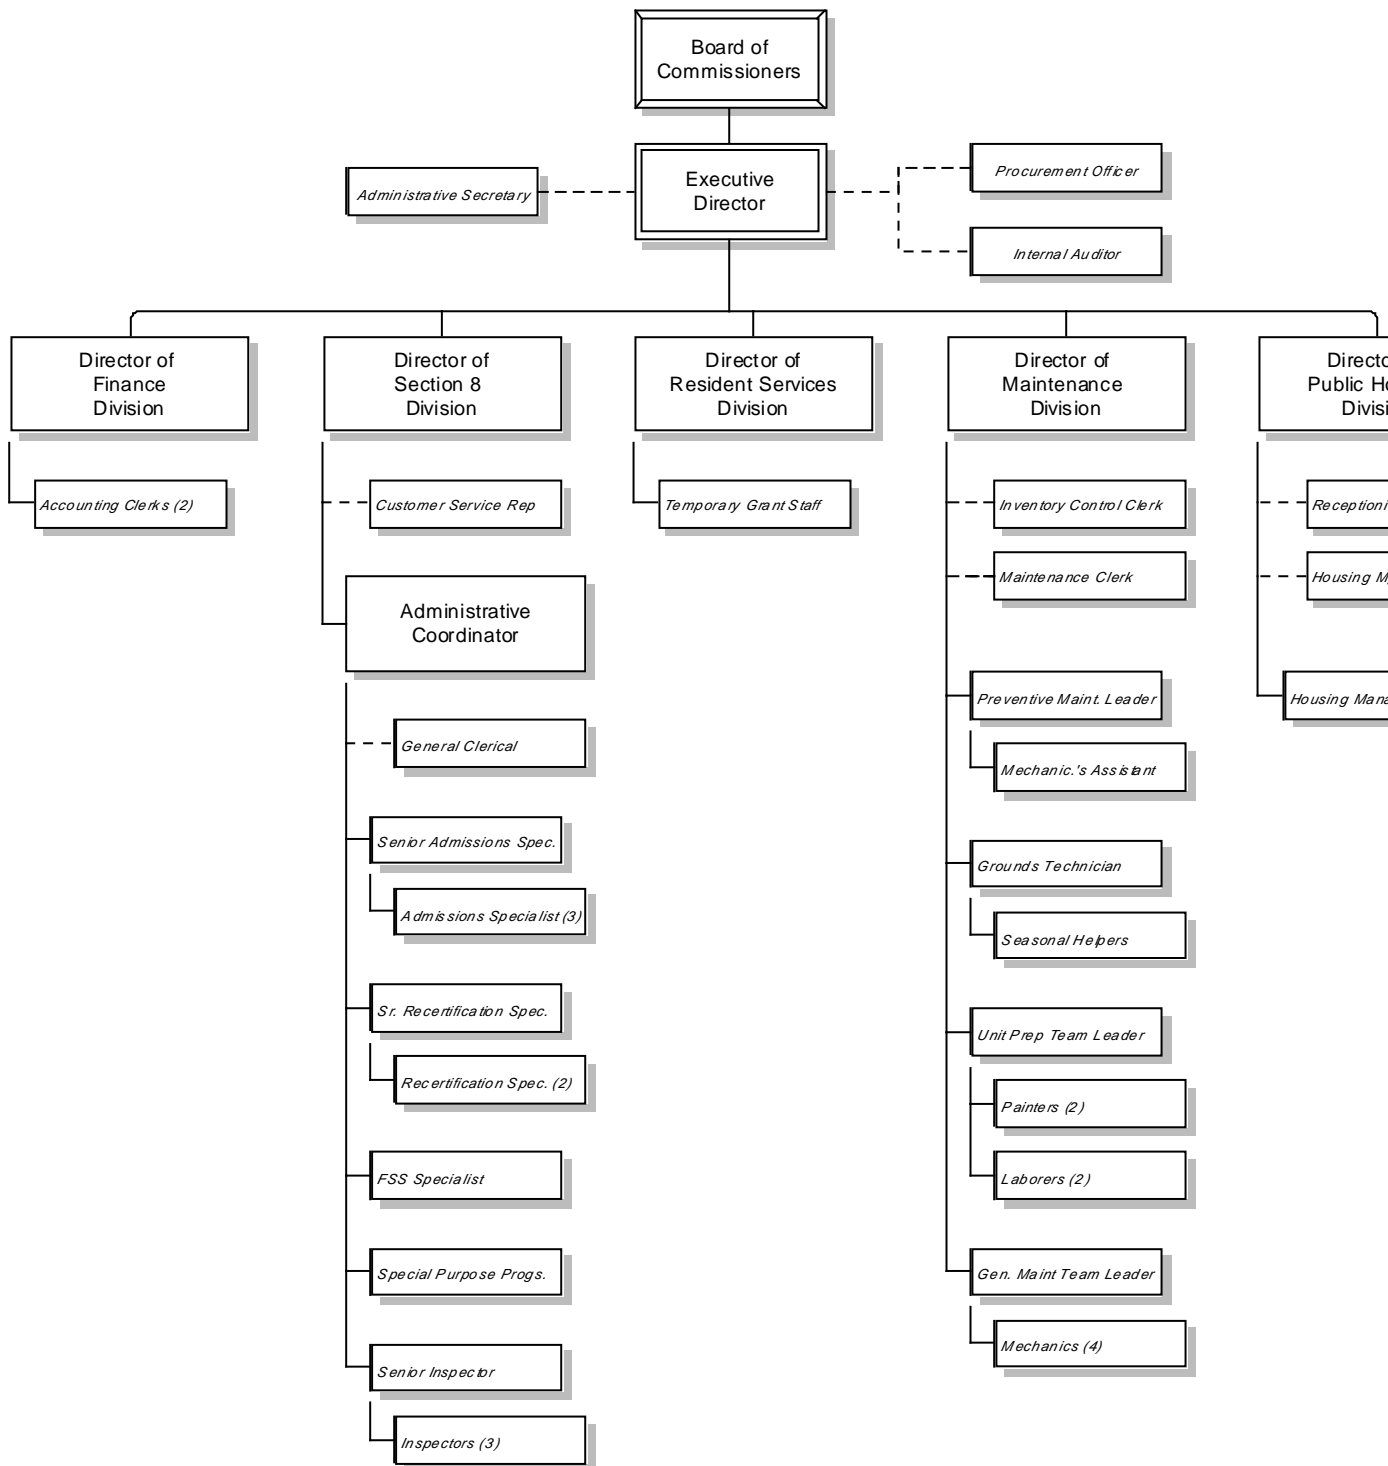 Board of
Commissioners
Executive
Director
Administrative Secretary
Procurement Officer
Internal Auditor
Director of
Finance
Division
Accounting Clerks (2)
Director of
Section 8
Division
Customer Service Rep
Administrative
Coordinator
General Clerical
Senior Admissions Spec.
Admissions Specialist (3)
Sr. Recertification Spec.
Recertification Spec. (2)
FSS Specialist
Special Purpose Progs.
Senior Inspector
Inspectors (3)
Director of
Resident Services
Division
Temporary Grant Staff
Director of
Maintenance
Division
Inventory Control Clerk
Maintenance Clerk
Preventive Maint. Leader
Mechanic.'s Assistant
Grounds Technician
Seasonal Helpers
Unit Prep Team Leader
Painters (2)
Laborers (2)
Gen. Maint Team Leader
Mechanics (4)
Public
Housing
Housing